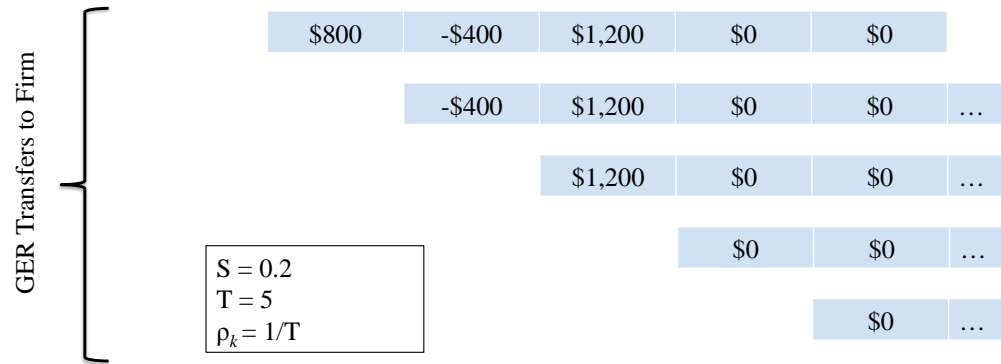 GER Transfers to Firm
$800 -$400 $1,200 $0 $0
-$400 $1,200 $0 $0 …
$1,200 $0 $0 …
$0 $0 …
$0 …
S = 0.2
T = 5
ρₖ = 1/T